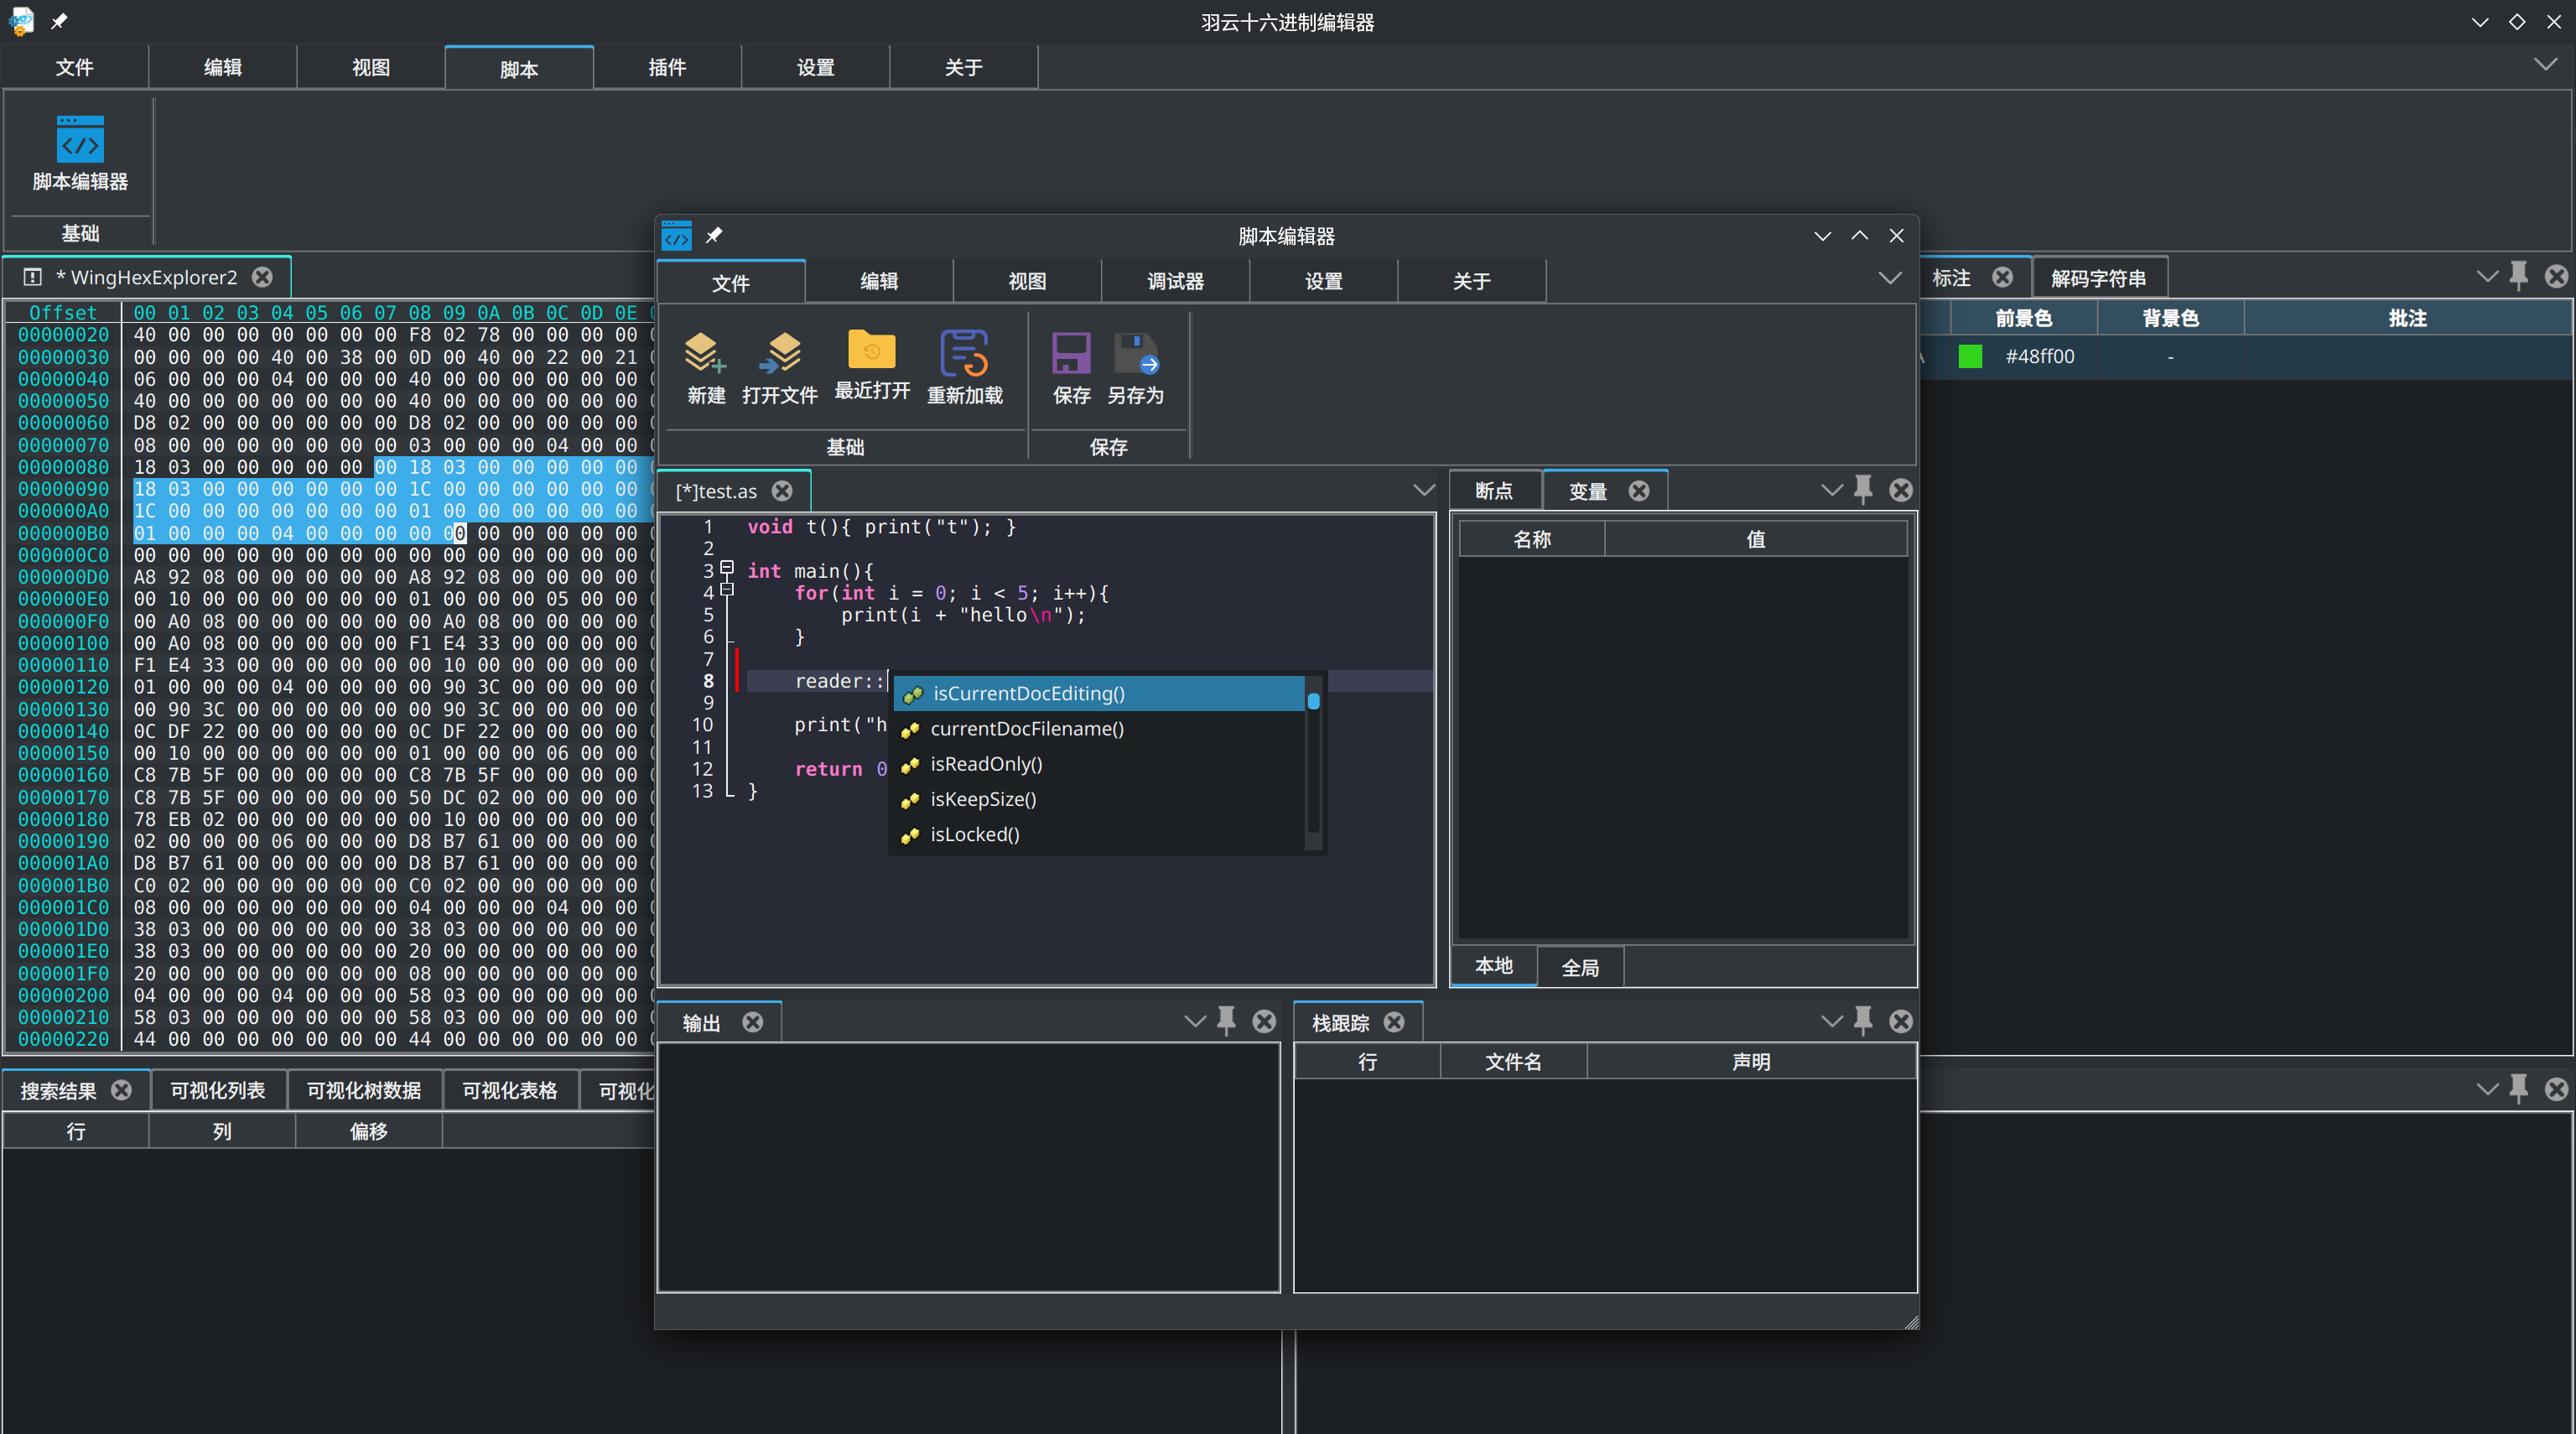 羽云十六进制编辑器
文件 编辑 视图 脚本 插件 设置 关于
脚本编辑器
基础
* WingHexExplorer2
Offset 00 01 02 03 04 05 06 07 08 09 0A 0B 0C 0D 0E
00000020 40 00 00 00 00 00 00 00 F8 02 78 00 00 00 00
00000030 00 00 00 00 40 00 38 00 0D 00 40 00 22 00 21
00000040 06 00 00 00 04 00 00 00 40 00 00 00 00 00 00
00000050 40 00 00 00 00 00 00 00 40 00 00 00 00 00 00
00000060 D8 02 00 00 00 00 00 00 D8 02 00 00 00 00 00
00000070 08 00 00 00 00 00 00 00 03 00 00 00 04 00 00
00000080 18 03 00 00 00 00 00 00 18 03 00 00 00 00 00
00000090 18 03 00 00 00 00 00 00 1C 00 00 00 00 00 00
000000A0 1C 00 00 00 00 00 00 00 01 00 00 00 00 00 00
000000B0 01 00 00 00 04 00 00 00 00 00 00 00 00 00 00
000000C0 00 00 00 00 00 00 00 00 00 00 00 00 00 00 00
000000D0 A8 92 08 00 00 00 00 00 A8 92 08 00 00 00 00
000000E0 00 10 00 00 00 00 00 00 01 00 00 00 05 00 00
000000F0 00 A0 08 00 00 00 00 00 00 A0 08 00 00 00 00
00000100 00 A0 08 00 00 00 00 00 F1 E4 33 00 00 00 00
00000110 F1 E4 33 00 00 00 00 00 00 10 00 00 00 00 00
00000120 01 00 00 00 04 00 00 00 00 90 3C 00 00 00 00
00000130 00 90 3C 00 00 00 00 00 00 90 3C 00 00 00 00
00000140 0C DF 22 00 00 00 00 00 0C DF 22 00 00 00 00
00000150 00 10 00 00 00 00 00 00 01 00 00 00 06 00 00
00000160 C8 7B 5F 00 00 00 00 00 C8 7B 5F 00 00 00 00
00000170 C8 7B 5F 00 00 00 00 00 50 DC 02 00 00 00 00
00000180 78 EB 02 00 00 00 00 00 00 10 00 00 00 00 00
00000190 02 00 00 00 06 00 00 00 D8 B7 61 00 00 00 00
000001A0 D8 B7 61 00 00 00 00 00 D8 B7 61 00 00 00 00
000001B0 C0 02 00 00 00 00 00 00 C0 02 00 00 00 00 00
000001C0 08 00 00 00 00 00 00 00 04 00 00 00 04 00 00
000001D0 38 03 00 00 00 00 00 00 38 03 00 00 00 00 00
000001E0 38 03 00 00 00 00 00 00 20 00 00 00 00 00 00
000001F0 20 00 00 00 00 00 00 00 08 00 00 00 00 00 00
00000200 04 00 00 00 04 00 00 00 58 03 00 00 00 00 00
00000210 58 03 00 00 00 00 00 00 58 03 00 00 00 00 00
00000220 44 00 00 00 00 00 00 00 44 00 00 00 00 00 00
脚本编辑器
文件 编辑 视图 调试器 设置 关于
新建 打开文件 最近打开 重新加载 保存 另存为
基础 保存
[*]test.as
1 void t(){ print("t"); }
2
3 int main(){
4 for(int i = 0; i < 5; i++){
5 print(i + "hello\n");
6 }
7
8 reader::
9
10 print("h
11
12 return 0
13 }
isCurrentDocEditing()
currentDocFilename()
isReadOnly()
isKeepSize()
isLocked()
断点 变量
名称 值
本地 全局
输出
栈跟踪
行 文件名 声明
标注 解码字符串
前景色 背景色 批注
#48ff00 -
搜索结果 可视化列表 可视化树数据 可视化表格 可视化
行 列 偏移